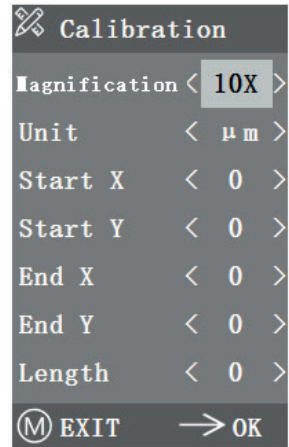 Calibration
Magnification < 10X >
Unit < μm >
Start X < 0 >
Start Y < 0 >
End X < 0 >
End Y < 0 >
Length < 0 >
M EXIT → OK